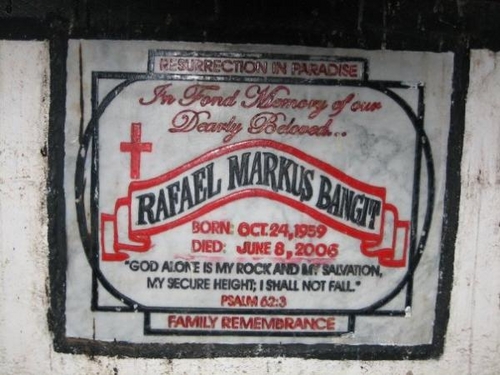 RESURRECTION IN PARADISE
In Fond Memory of our
Dearly Beloved...
RAFAEL MARKUS BANGIT
BORN: OCT. 24, 1959
DIED: JUNE 8, 2006
"GOD ALONE IS MY ROCK AND MY SALVATION,
MY SECURE HEIGHT; I SHALL NOT FALL."
PSALM 62:3
FAMILY REMEMBRANCE